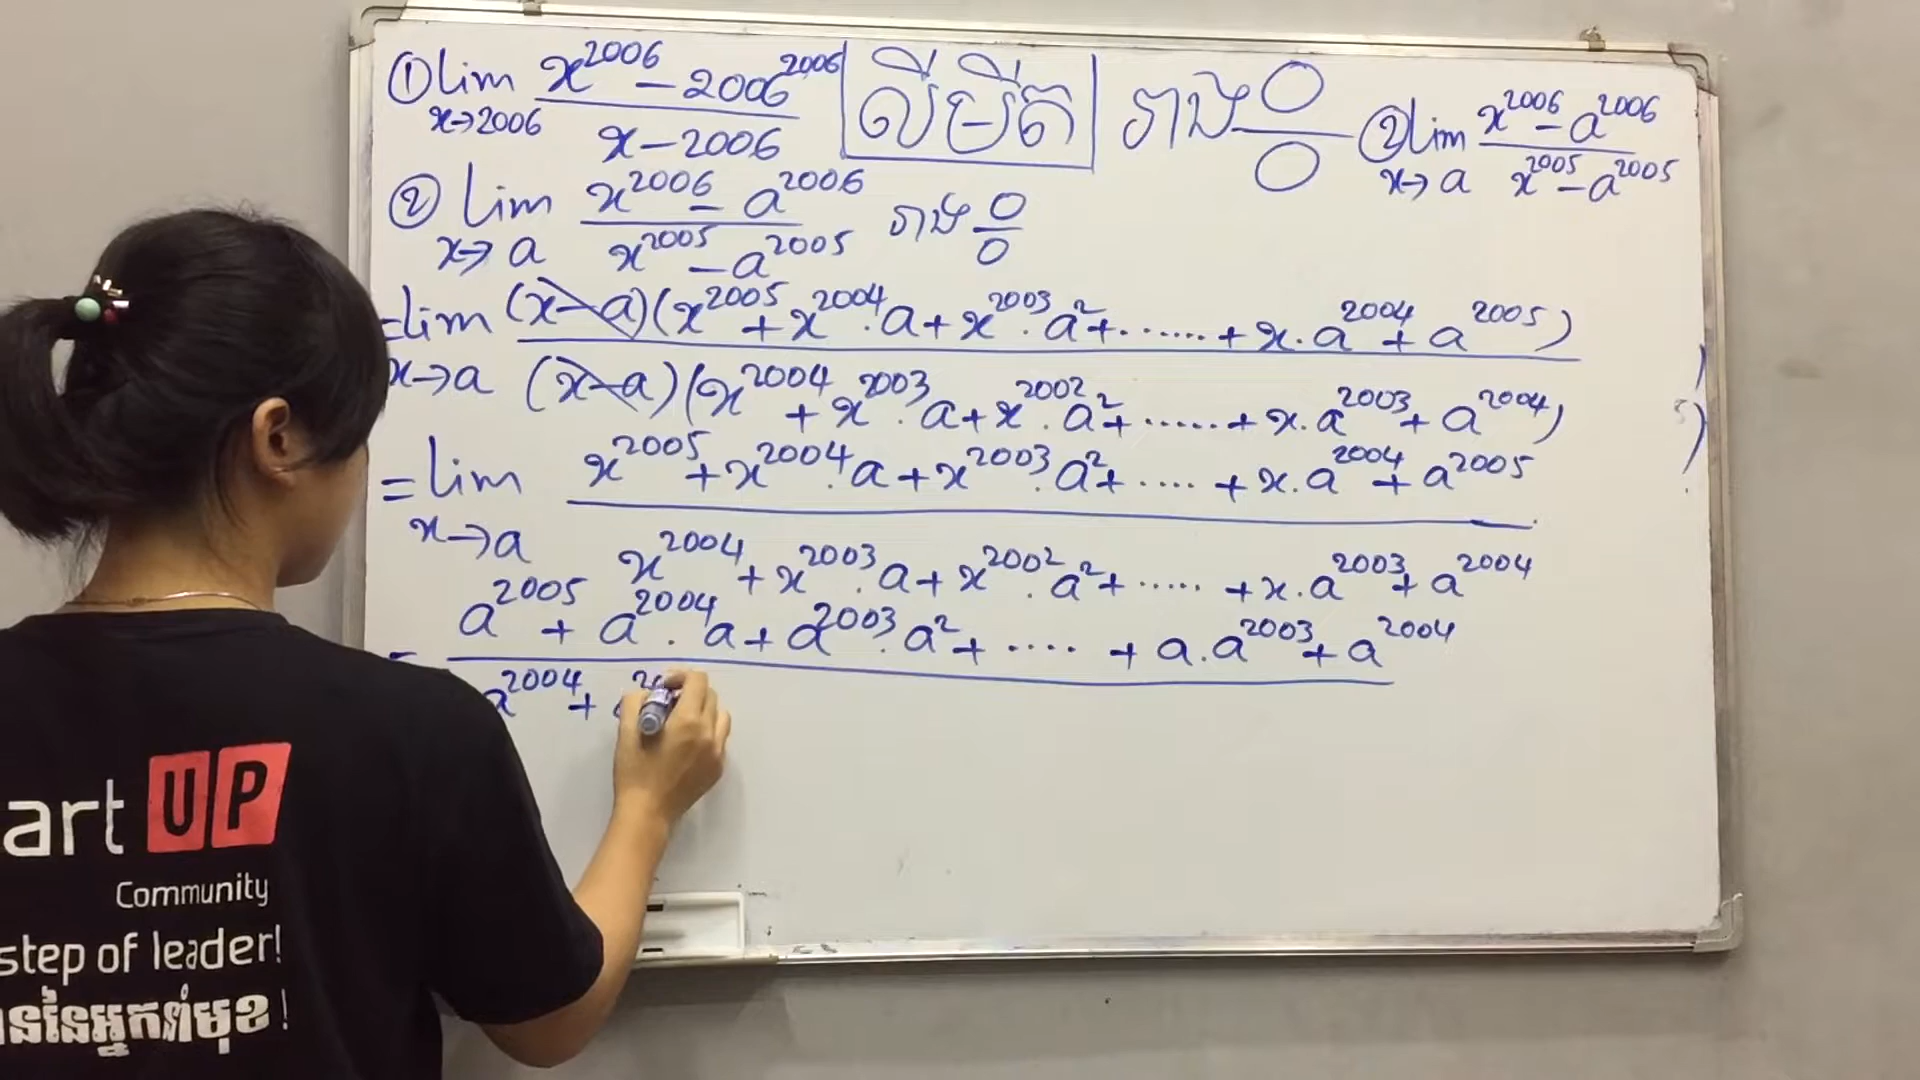 ① lim x→2006 (x^2006 − 2006^2006)/(x − 2006)
លីមីត រាង 0/0
② lim x→a (x^2006 − a^2006)/(x^2005 − a^2005)
② lim x→a (x^2006 − a^2006)/(x^2005 − a^2005) រាង 0/0
= lim x→a (x−a)(x^2005 + x^2004.a + x^2003.a^2 + ...... + x.a^2004 + a^2005)
(x−a)(x^2004 + x^2003.a + x^2002.a^2 + ...... + x.a^2003 + a^2004)
= lim x→a x^2005 + x^2004.a + x^2003.a^2 + .... + x.a^2004 + a^2005
x^2004 + x^2003.a + x^2002.a^2 + ..... + x.a^2003 + a^2004
= a^2005 + a^2004.a + a^2003.a^2 + .... + a.a^2003 + a^2004
a^2004 +
art UP
Community
step of leader!